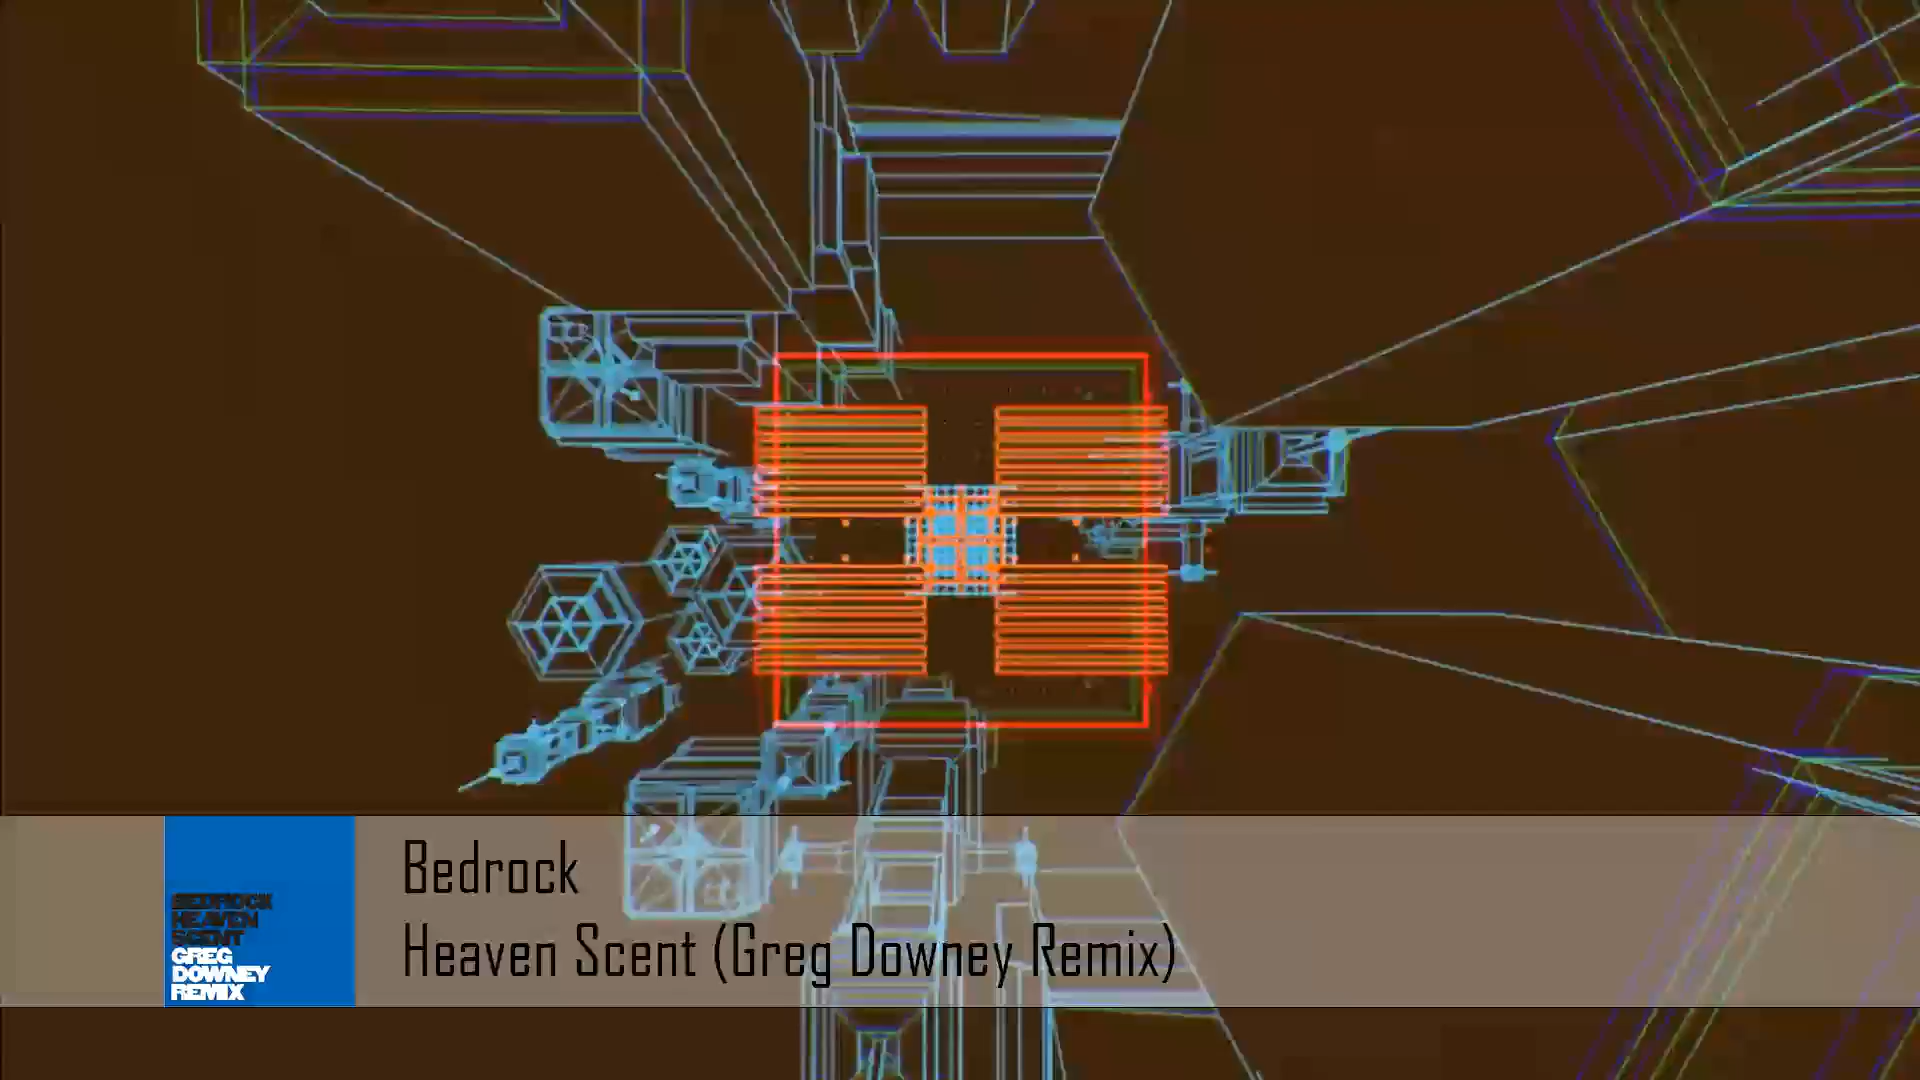 Bedrock
Heaven Scent (Greg Downey Remix)
BEDROCK
HEAVEN
SCENT
GREG
DOWNEY
REMIX